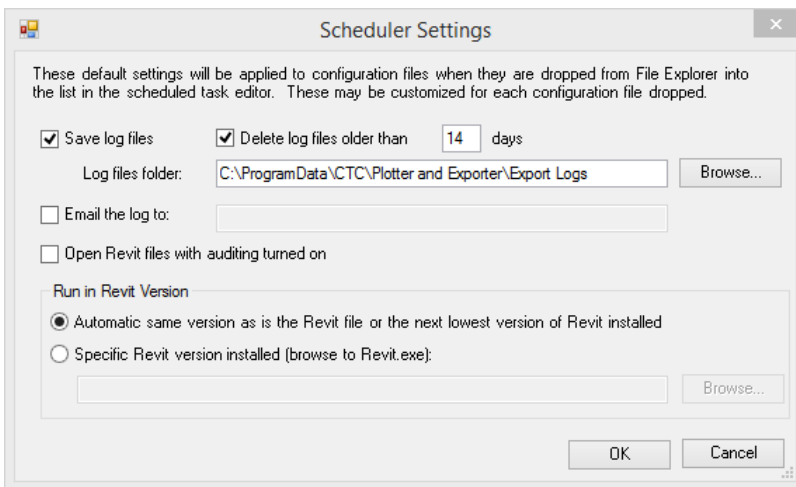 Scheduler Settings
These default settings will be applied to configuration files when they are dropped from File Explorer into
the list in the scheduled task editor.  These may be customized for each configuration file dropped.
Save log files
Delete log files older than 14 days
Log files folder: C:\ProgramData\CTC\Plotter and Exporter\Export Logs Browse...
Email the log to:
Open Revit files with auditing turned on
Run in Revit Version
Automatic same version as is the Revit file or the next lowest version of Revit installed
Specific Revit version installed (browse to Revit.exe):
Browse...
OK Cancel